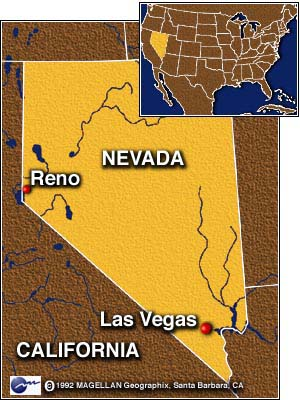 NEVADA
Reno
Las Vegas
CALIFORNIA
© 1992 MAGELLAN Geographix, Santa Barbara, CA